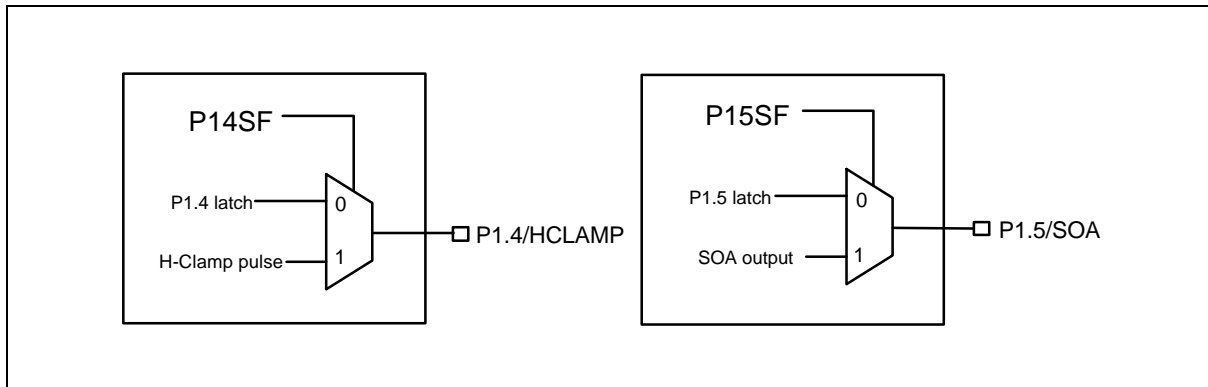 P14SF
P1.4 latch
0
H-Clamp pulse
1
P1.4/HCLAMP
P15SF
P1.5 latch
0
SOA output
1
P1.5/SOA